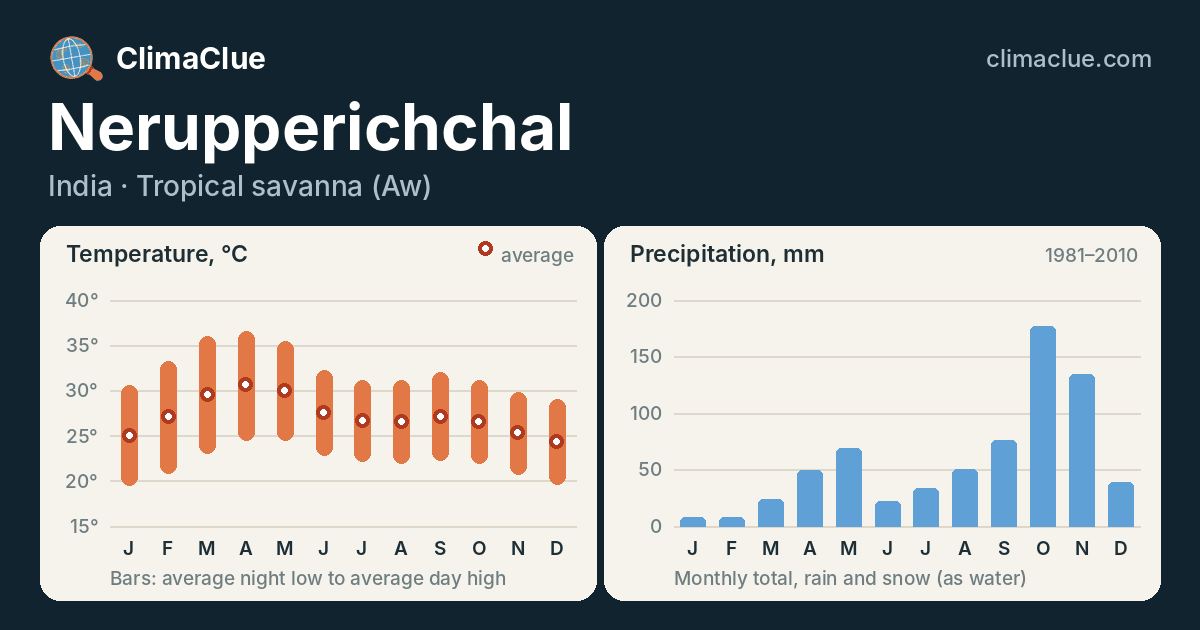 ClimaClue
climaclue.com
Nerupperichchal
India · Tropical savanna (Aw)
Temperature, °C
average
40°
35°
30°
25°
20°
15°
J F M A M J J A S O N D
Bars: average night low to average day high
Precipitation, mm
1981–2010
200
150
100
50
0
J F M A M J J A S O N D
Monthly total, rain and snow (as water)